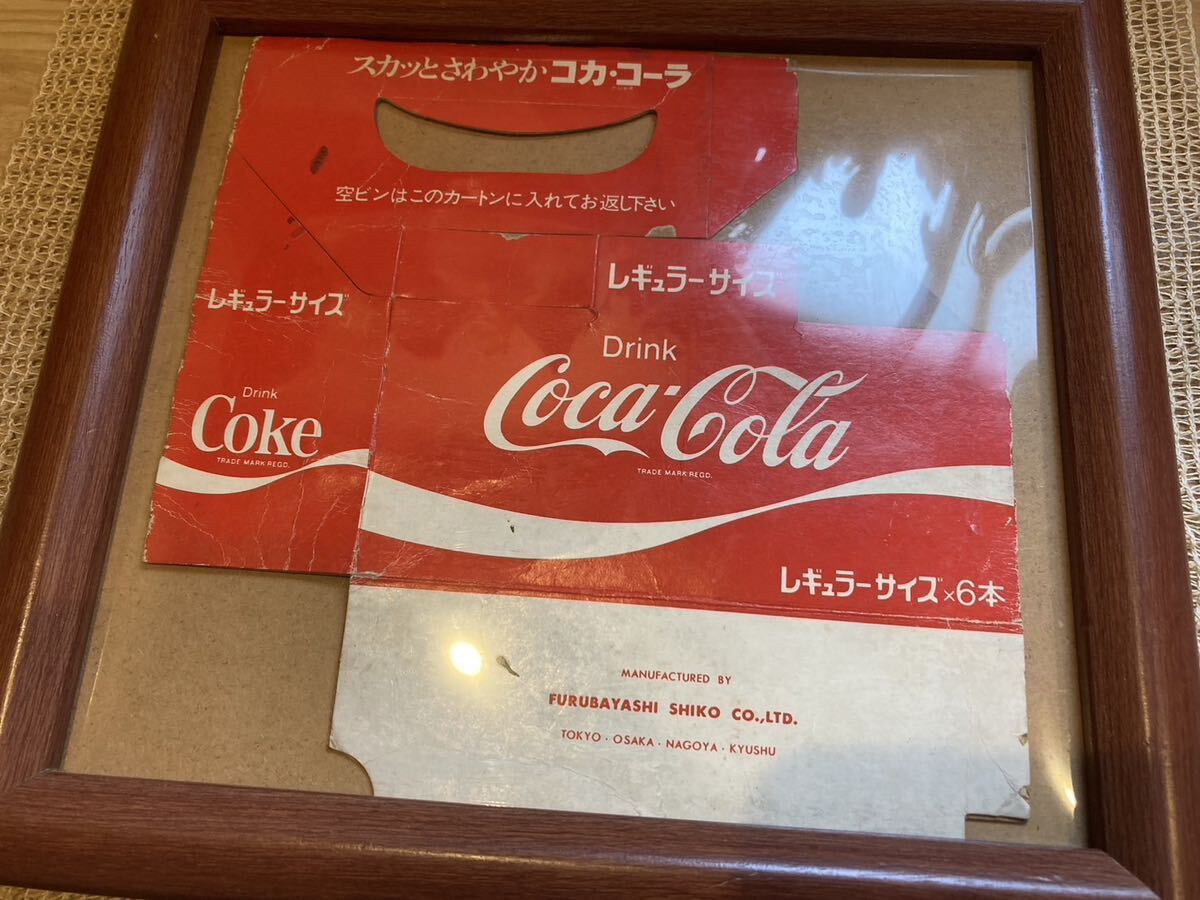 スカッとさわやか コカ・コーラ
空ビンはこのカートンに入れてお返し下さい
レギュラーサイズ
レギュラーサイズ
Drink
Coca-Cola
TRADE MARK REGD.
Drink
Coke
TRADE MARK REGD.
レギュラーサイズ×6本
MANUFACTURED BY
FURUBAYASHI SHIKO CO.,LTD.
TOKYO · OSAKA · NAGOYA · KYUSHU